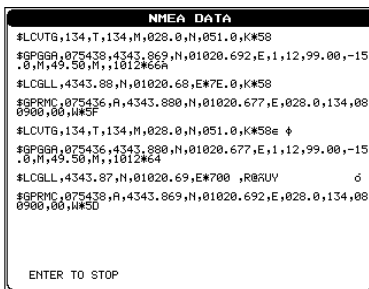 NMEA DATA
$LCVTG,134,T,134,M,028.0,N,051.0,K*58
$GPGGA,075438,4343.869,N,01020.692,E,1,12,99.00,-15
.0,M,49.50,M,,1012*66A
$LCGLL,4343.88,N,01020.68,E*7E.0,K*58
$GPRMC,075436,A,4343.880,N,01020.677,E,028.0,134,08
0900,00,W*5F
$LCVTG,134,T,134,M,028.0,N,051.0,K*58∈ ϕ
$GPGGA,075436,4343.880,N,01020.677,E,1,12,99.00,-15
.0,M,49.50,M,,1012*64
$LCGLL,4343.87,N,01020.69,E*700 ,
$GPRMC,075438,A,4343.869,N,01020.692,E,028.0,134,08
0900,00,W*5D
ENTER TO STOP